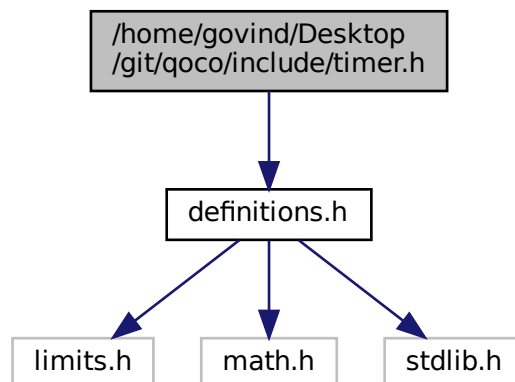 /home/govind/Desktop
/git/qoco/include/timer.h
definitions.h
limits.h
math.h
stdlib.h